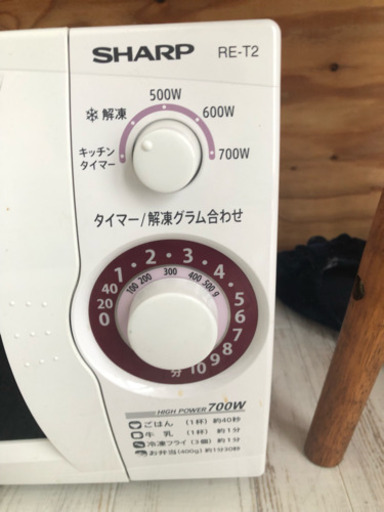 SHARP RE-T2
500W
❄解凍 600W
キッチンタイマー 700W
タイマー/解凍グラム合わせ
0 20 40 1・2・3・4・5・6 7 8 9 10 分
100 200 300 400 500 g
HIGH POWER 700W
ごはん (1杯) 約40秒
牛乳 (1杯) 約1分
冷凍フライ (3個) 約1分
お弁当 (400g) 約1分30秒